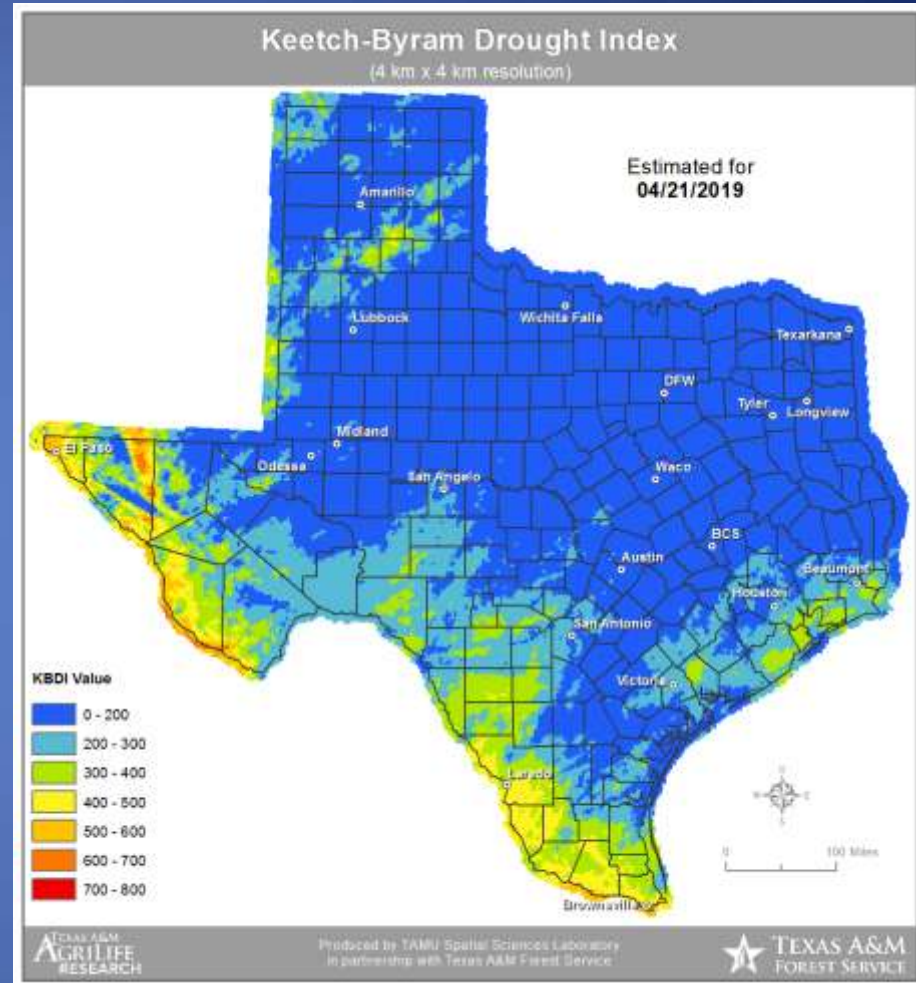 Keetch-Byram Drought Index
(4 km x 4 km resolution)
Estimated for
04/21/2019
Amarillo
Lubbock
Wichita Falls
Texarkana
DFW
Tyler
Longview
Midland
El Paso
Odessa
San Angelo
Waco
BCS
Austin
Beaumont
Houston
San Antonio
Victoria
KBDI Value
0 - 200
200 - 300
300 - 400
400 - 500
500 - 600
600 - 700
700 - 800
Laredo
N
W E
S
0 100 Miles
Brownsville
TEXAS A&M
AGRILIFE
RESEARCH
Produced by TAMU Spatial Sciences Laboratory
in partnership with Texas A&M Forest Service
TEXAS A&M
FOREST SERVICE